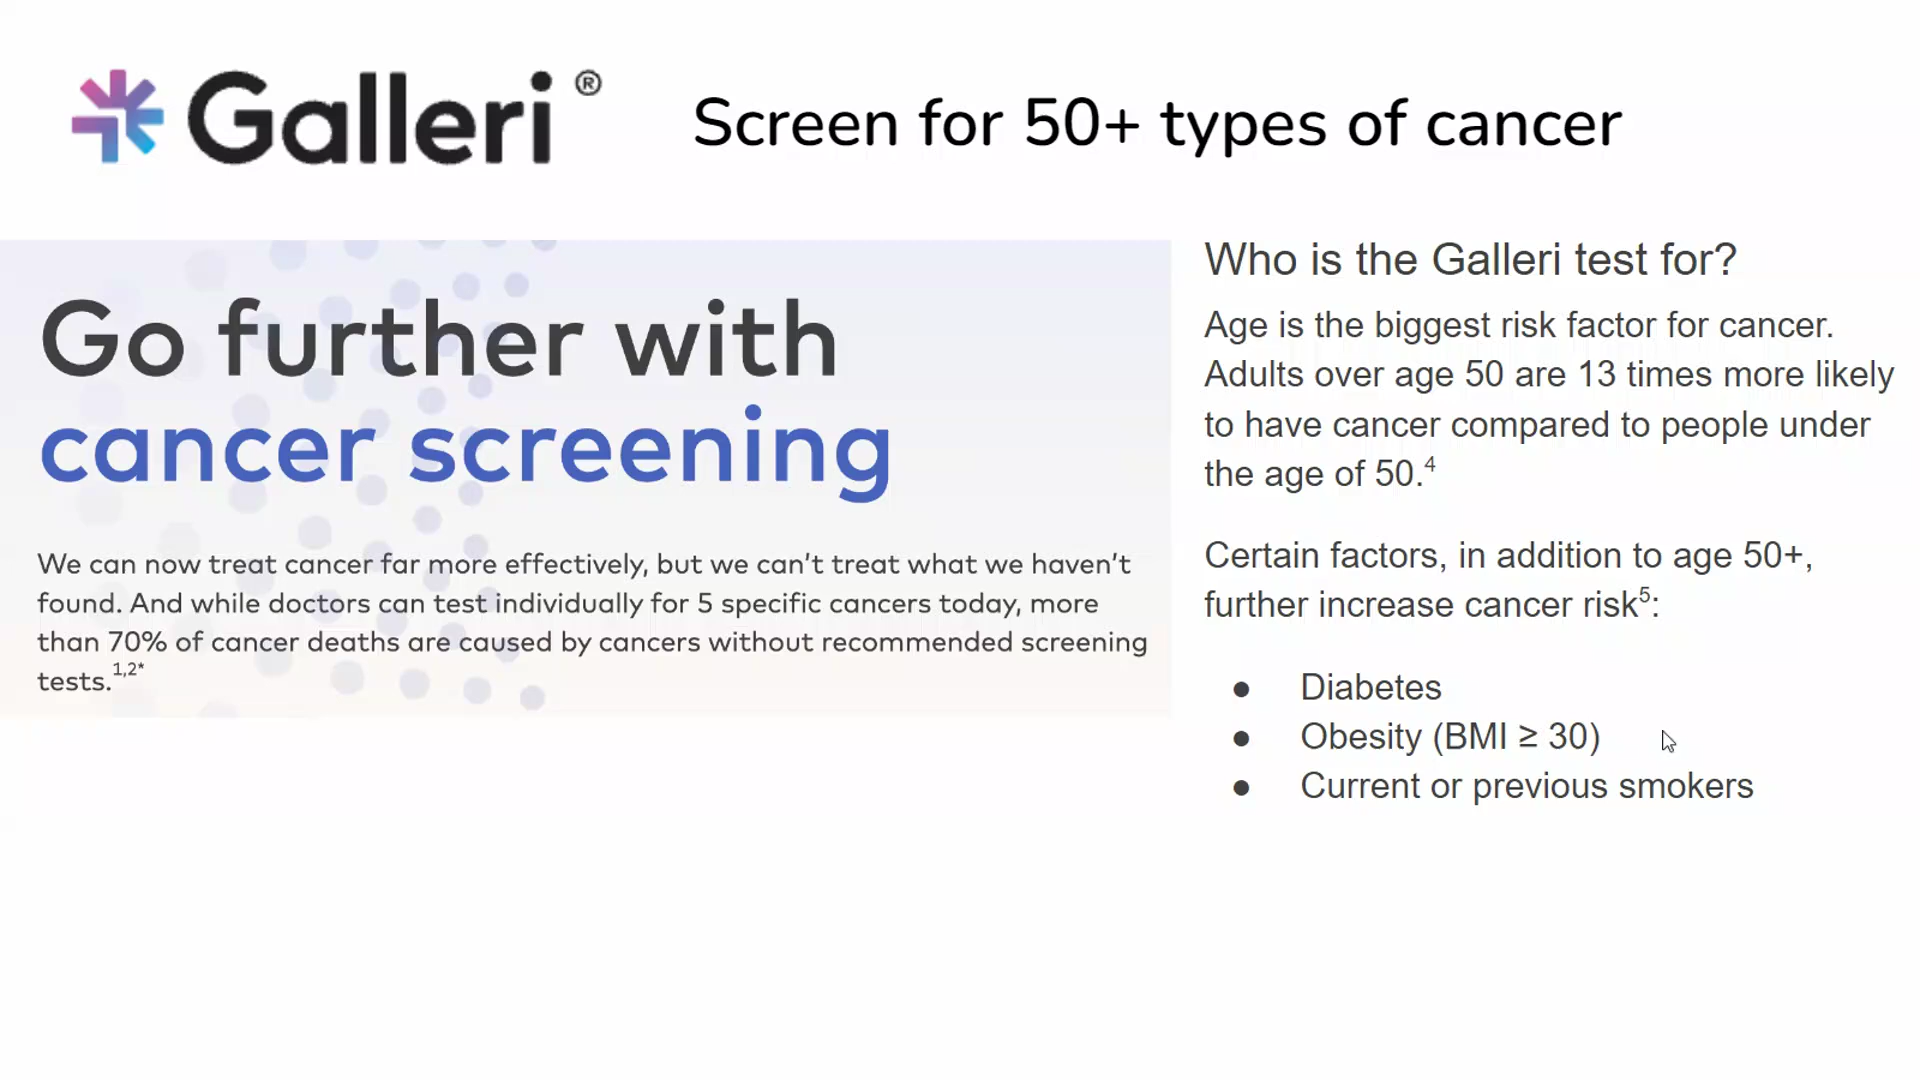 Galleri ®
Screen for 50+ types of cancer
Go further with
cancer screening
We can now treat cancer far more effectively, but we can't treat what we haven't
found. And while doctors can test individually for 5 specific cancers today, more
than 70% of cancer deaths are caused by cancers without recommended screening
tests.1,2*
Who is the Galleri test for?
Age is the biggest risk factor for cancer.
Adults over age 50 are 13 times more likely
to have cancer compared to people under
the age of 50.4
Certain factors, in addition to age 50+,
further increase cancer risk5:
● Diabetes
● Obesity (BMI ≥ 30)
● Current or previous smokers